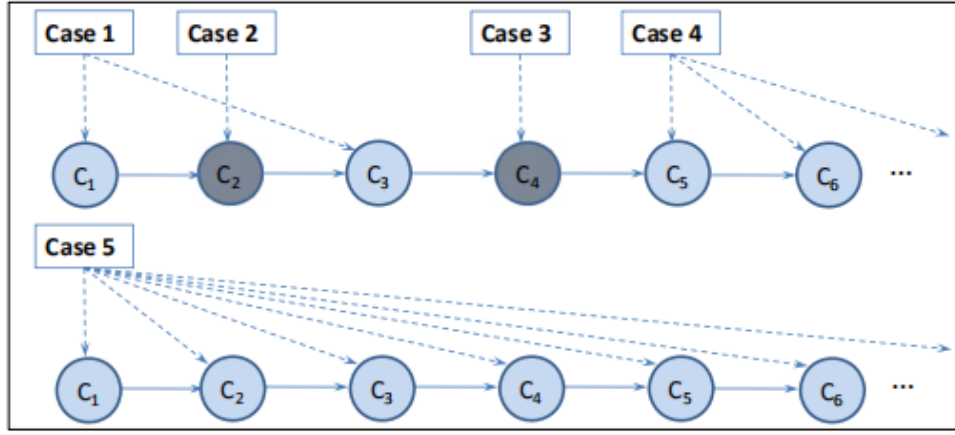 Case 1 Case 2 Case 3 Case 4
C₁ C₂ C₃ C₄ C₅ C₆ ...
Case 5
C₁ C₂ C₃ C₄ C₅ C₆ ...